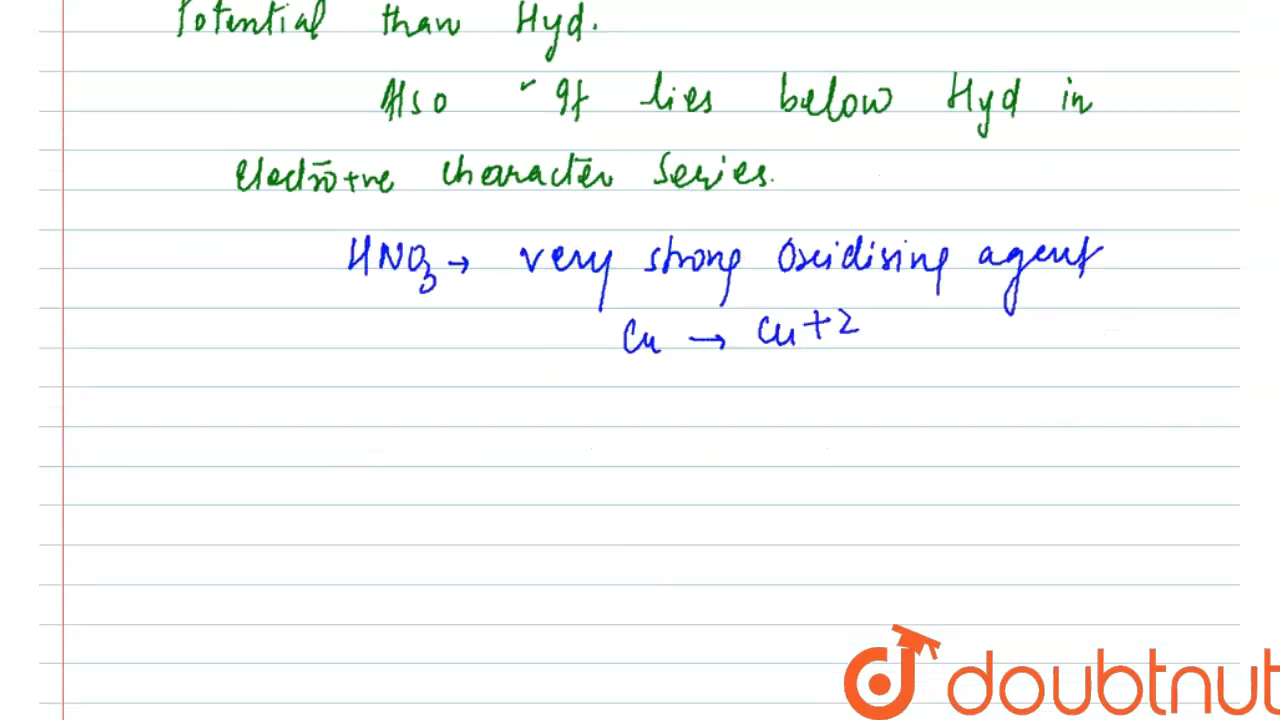 Potential than Hyd.
Also "It lies below Hyd in
electro+ve character series.
HNO3 → very strong Oxidising agent
Cu → Cu+2
doubtnut